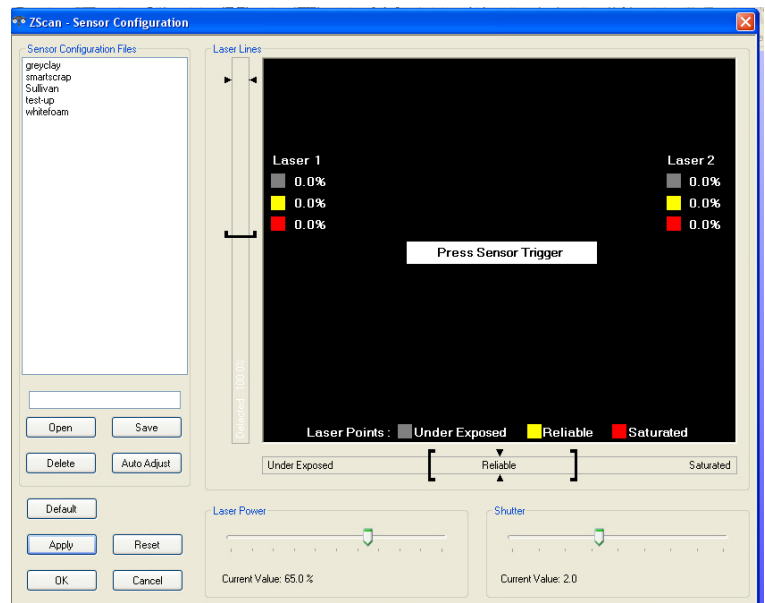 ZScan - Sensor Configuration
Sensor Configuration Files
greyclay
smartscrap
Sullivan
test-up
whitefoam
Open
Save
Delete
Auto Adjust
Default
Apply
Reset
OK
Cancel
Laser Lines
Laser 1
0.0%
0.0%
0.0%
Laser 2
0.0%
0.0%
0.0%
Press Sensor Trigger
Laser Points : Under Exposed Reliable Saturated
Under Exposed Reliable Saturated
Laser Power
Current Value: 65.0 %
Shutter
Current Value: 2.0